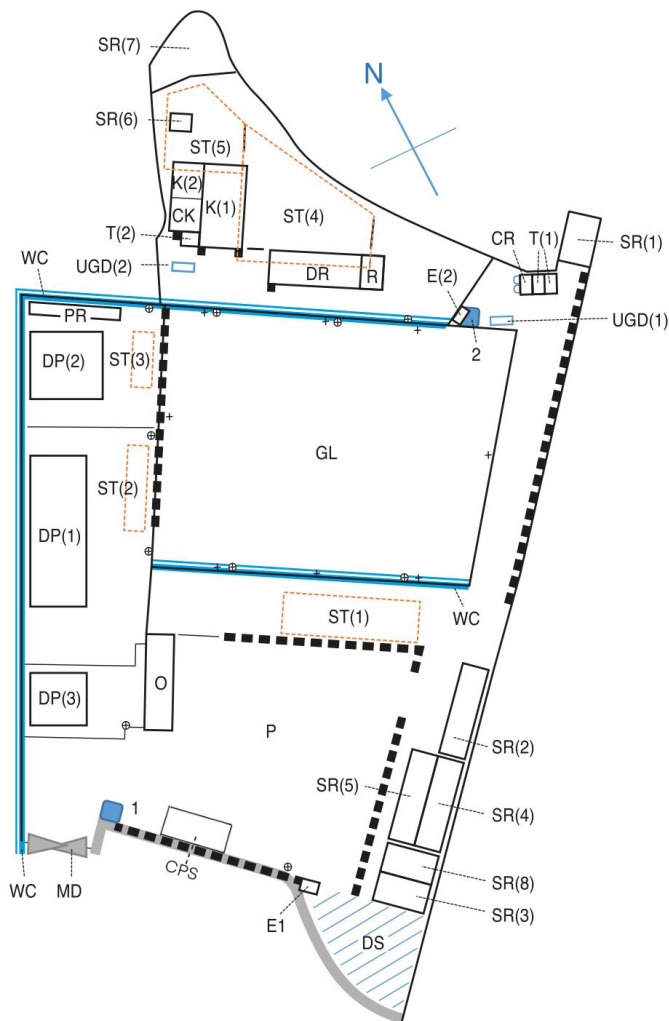 SR(7)
N
SR(6)
ST(5)
K(2)
K(1)
CK
ST(4)
SR(1)
CR
T(1)
T(2)
WC
UGD(2)
DR
R
E(2)
PR
UGD(1)
DP(2)
ST(3)
2
GL
ST(2)
DP(1)
ST(1)
WC
O
DP(3)
P
SR(2)
SR(5)
SR(4)
1
CPS
SR(8)
WC
MD
SR(3)
E1
DS